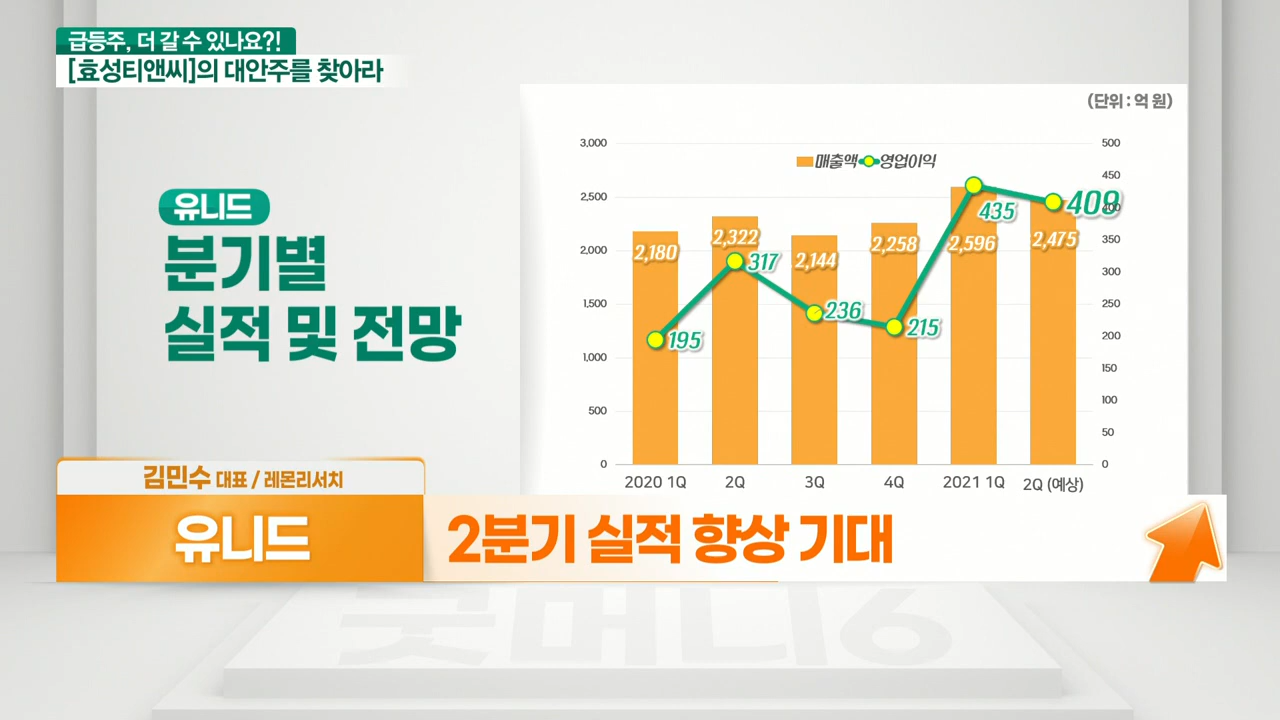 급등주, 더 갈 수 있나요?!
[효성티앤씨]의 대안주를 찾아라
(단위 : 억 원)
유니드
분기별
실적 및 전망
매출액 영업이익
3,000
2,500
2,000
1,500
1,000
500
0
500
450
400
350
300
250
200
150
100
50
0
2,180
2,322
2,144
2,258
2,596
2,475
195
317
236
215
435
408
2020 1Q 2Q 3Q 4Q 2021 1Q 2Q (예상)
김민수 대표 / 레몬리서치
유니드
2분기 실적 향상 기대
굿머니6